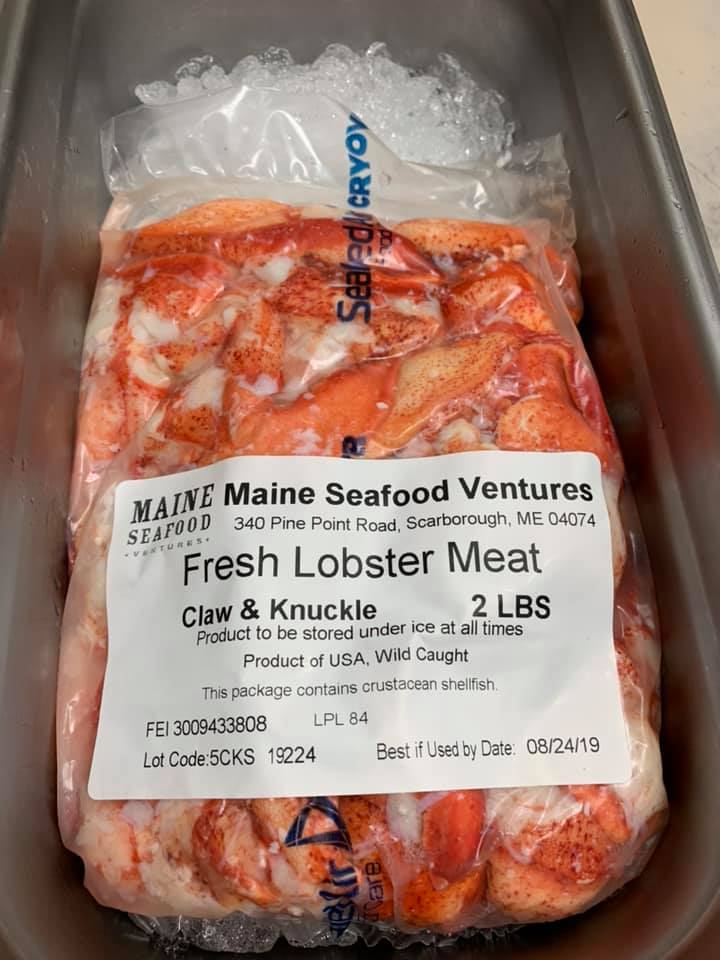 Sealed
CRYOV
MAINE
SEAFOOD
• VENTURES •
Maine Seafood Ventures
340 Pine Point Road, Scarborough, ME 04074
Fresh Lobster Meat
Claw & Knuckle 2 LBS
Product to be stored under ice at all times
Product of USA, Wild Caught
This package contains crustacean shellfish.
FEI 3009433808 LPL 84
Lot Code:5CKS 19224 Best if Used by Date: 08/24/19
Care